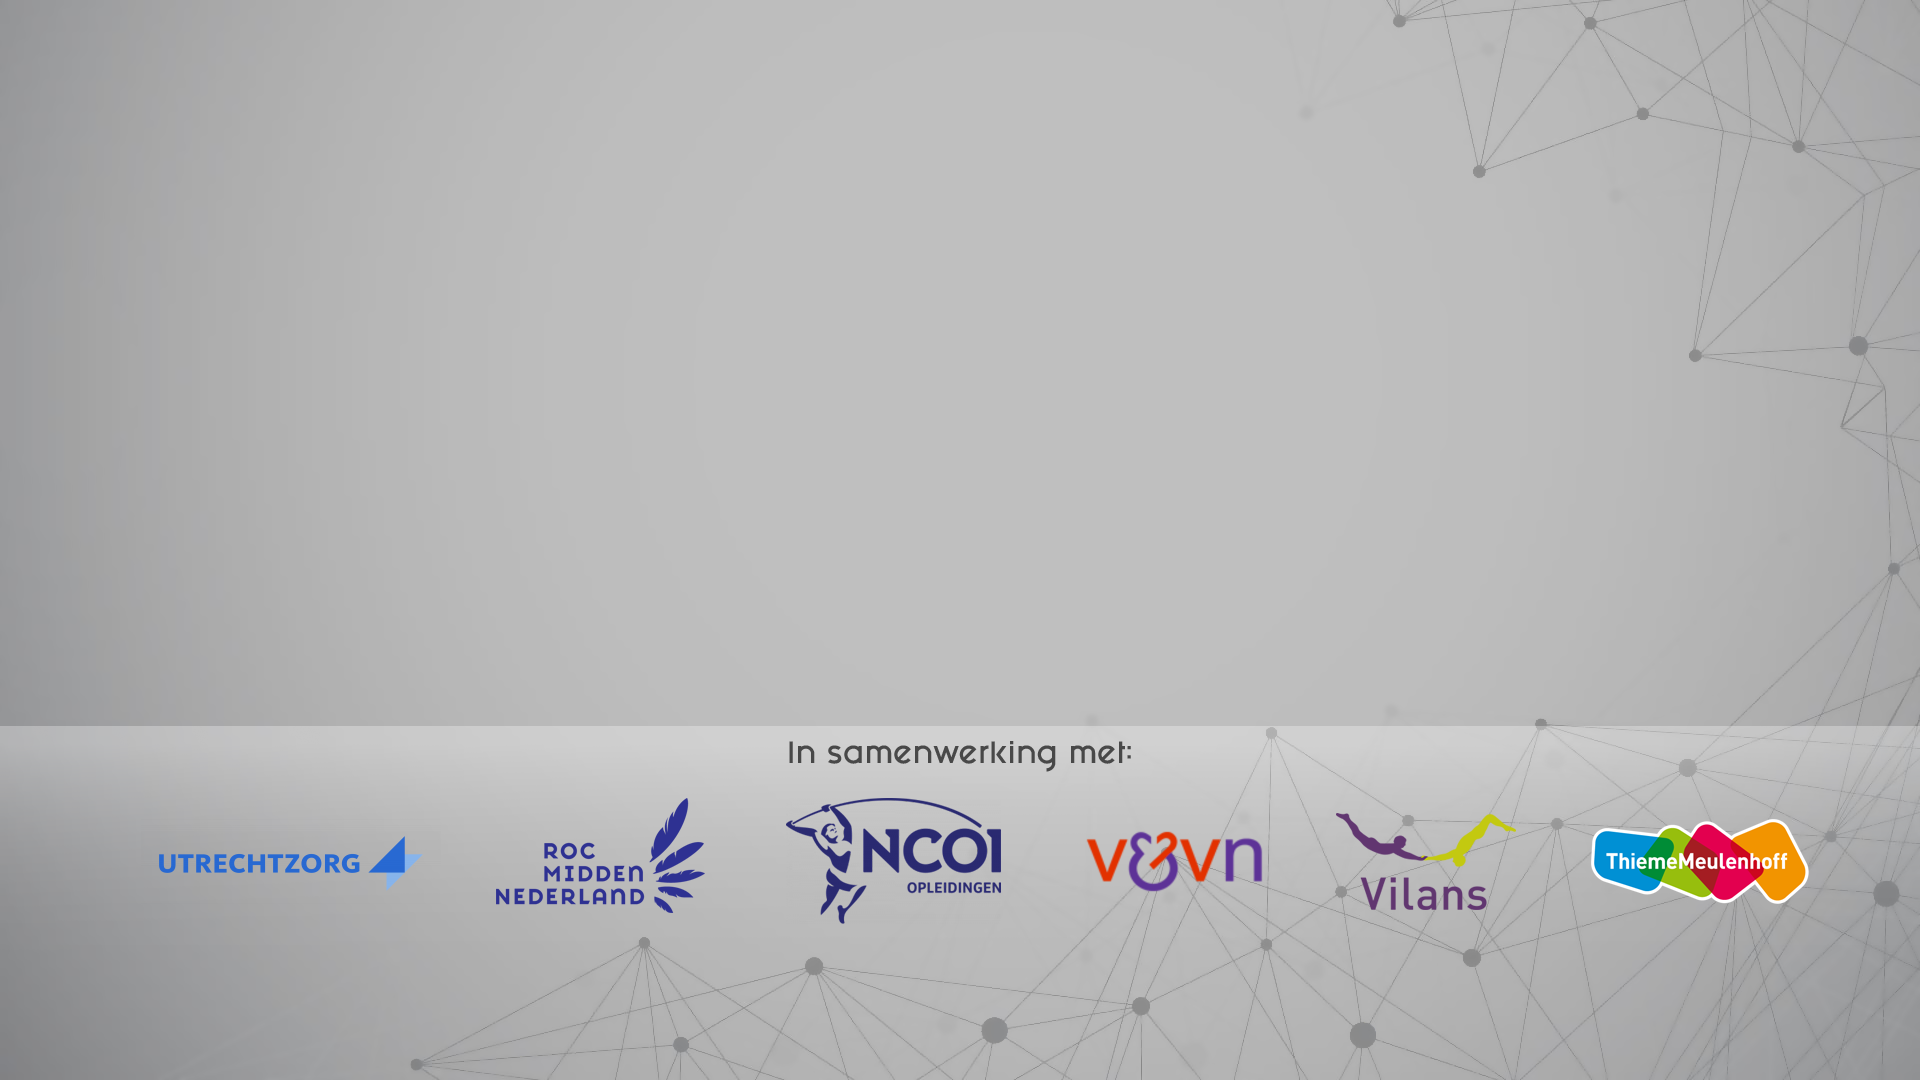 In samenwerking met:
UTRECHTZORG
ROC
MIDDEN
NEDERLAND
NCOI
OPLEIDINGEN
v&vn
Vilans
ThiemeMeulenhoff